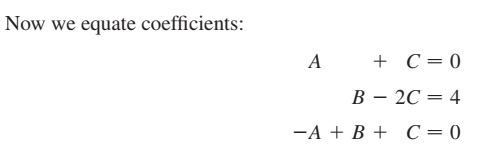 Now we equate coefficients:
A + C = 0
B − 2C = 4
−A + B + C = 0